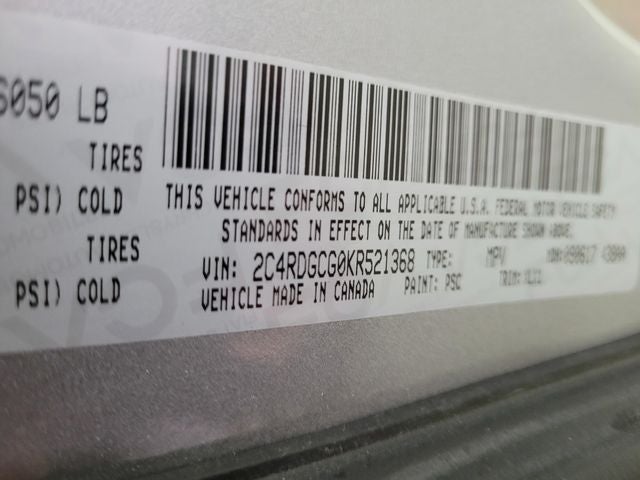 6050 LB
TIRES
PSI) COLD
TIRES
PSI) COLD
THIS VEHICLE CONFORMS TO ALL APPLICABLE U.S.A. FEDERAL MOTOR VEHICLE SAFETY
STANDARDS IN EFFECT ON THE DATE OF MANUFACTURE SHOWN ABOVE.
VIN: 2C4RDGCG0KR521368 TYPE: MPV MDH:
VEHICLE MADE IN CANADA PAINT: PSC TRIM: